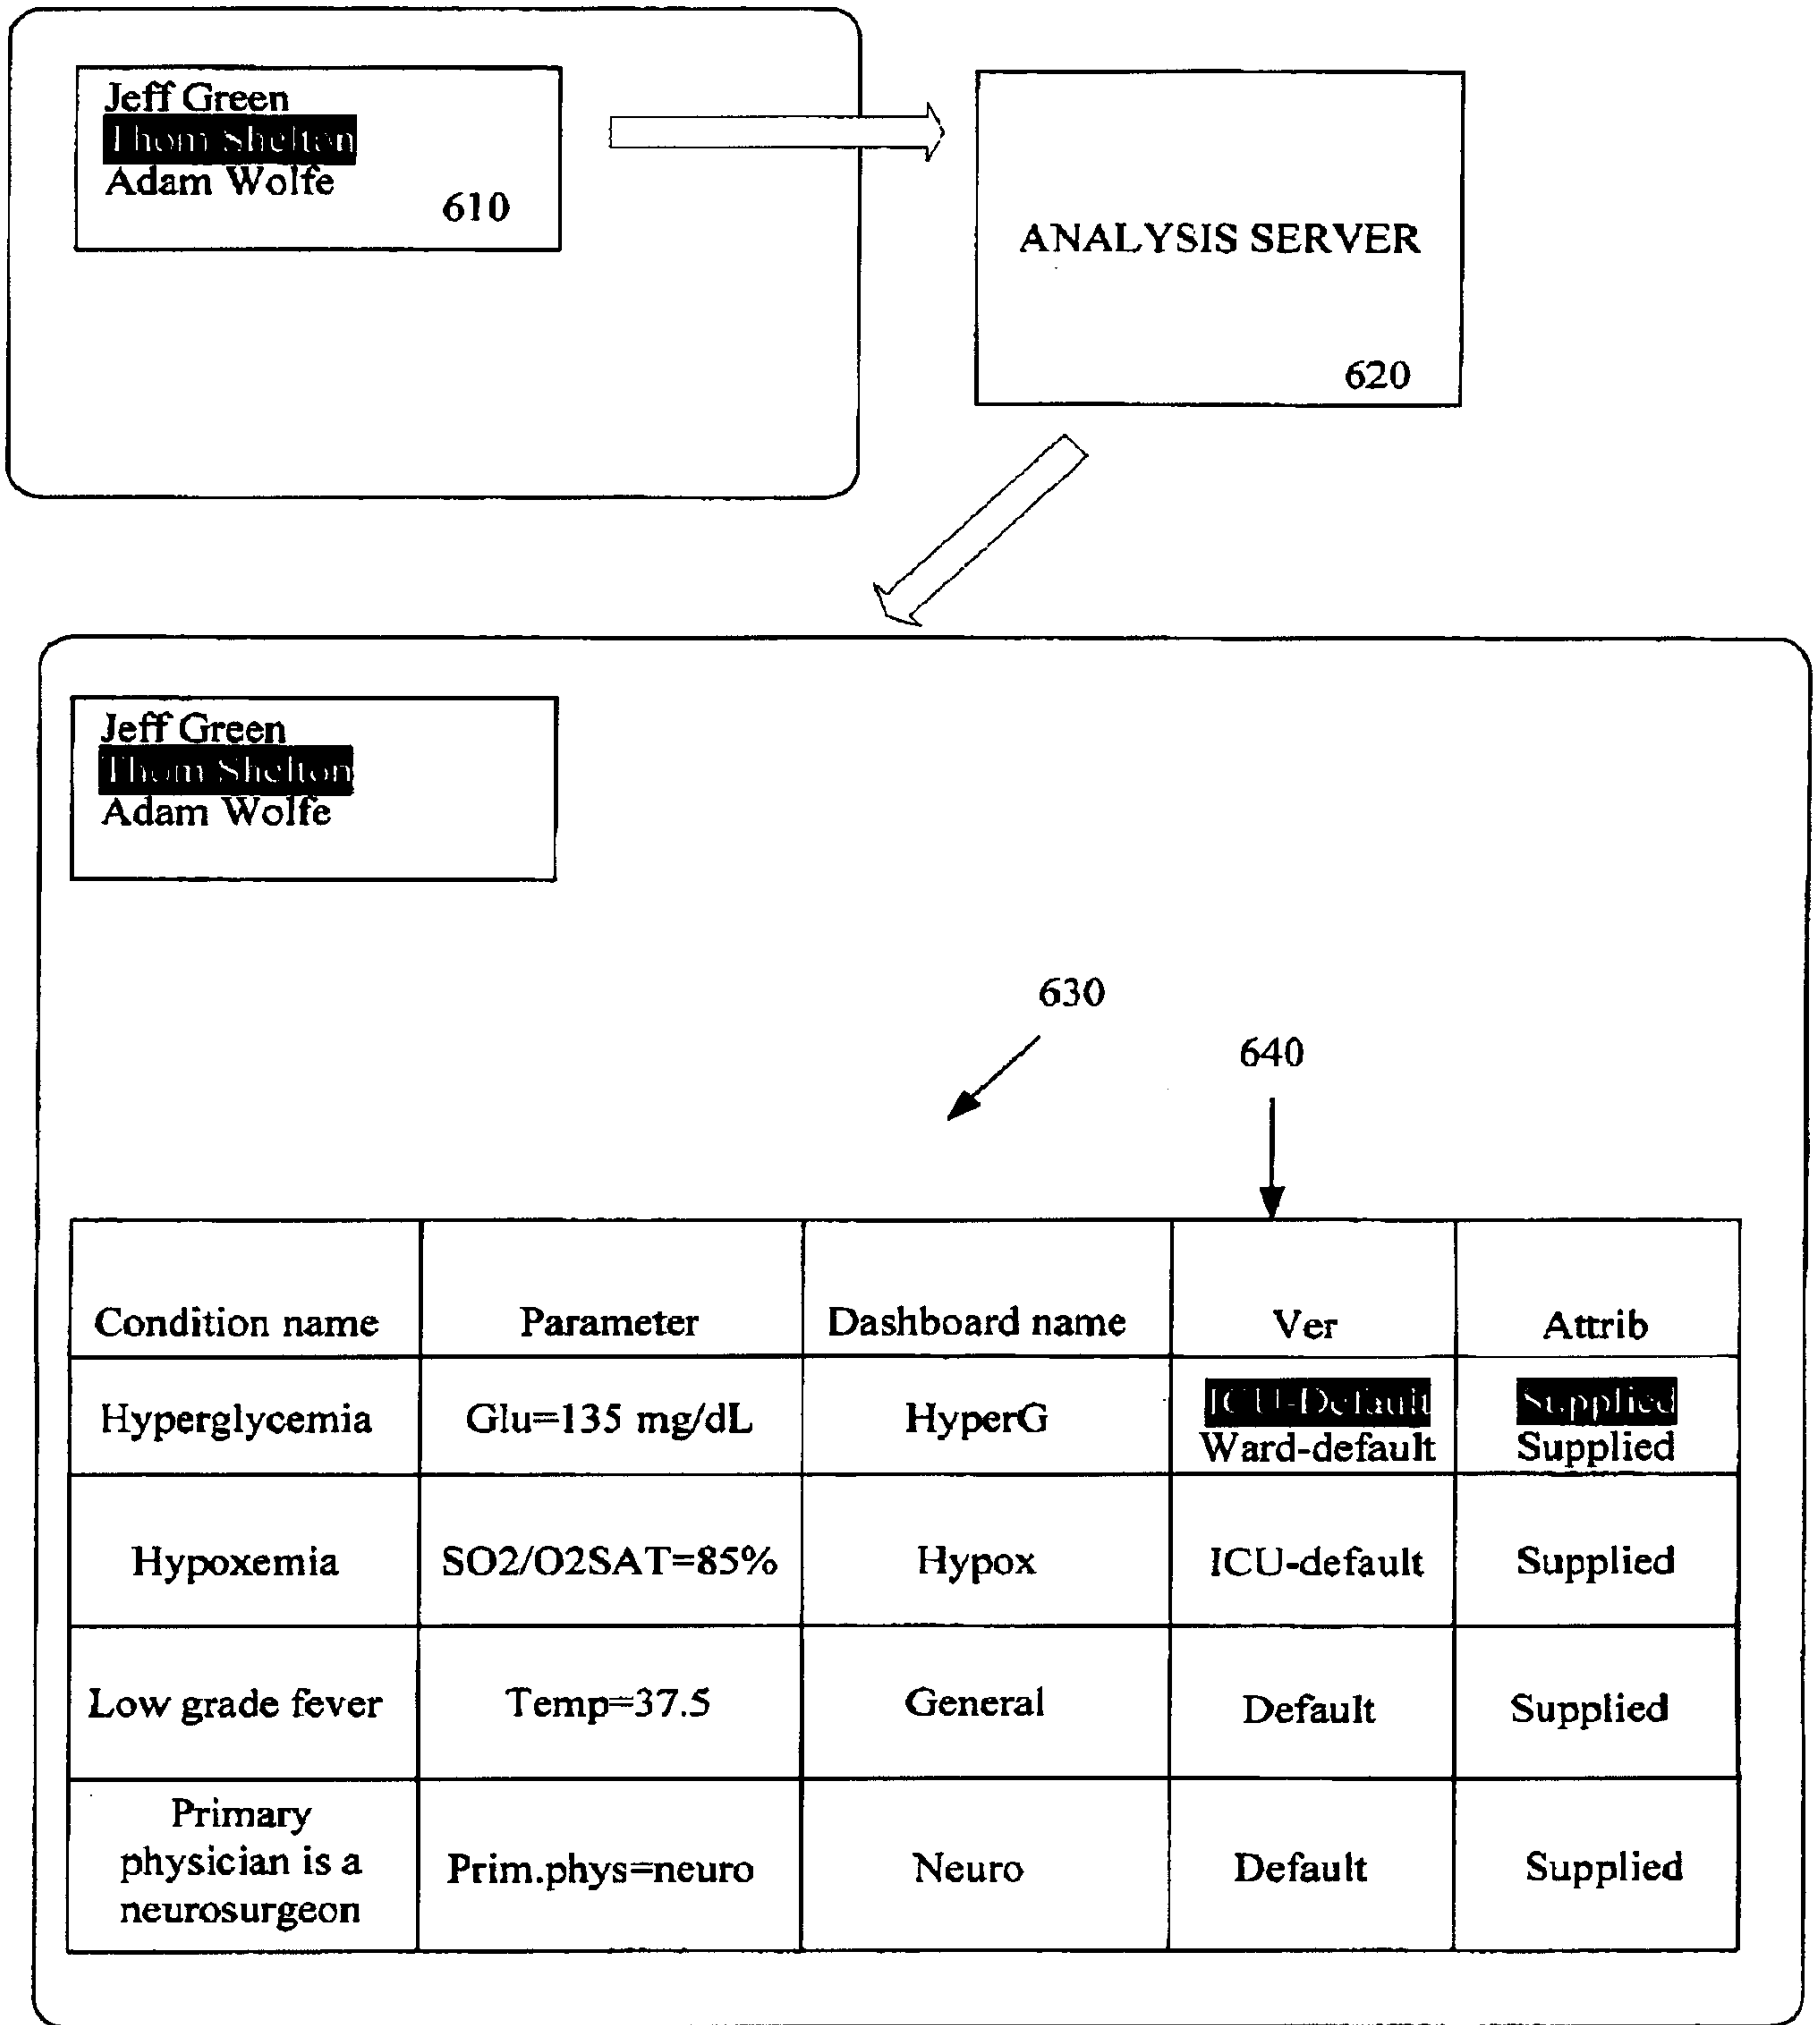 Jeff Green
Thom Shelton
Adam Wolfe
610
ANALYSIS SERVER
620
Jeff Green
Thom Shelton
Adam Wolfe
630
640
Condition name Parameter Dashboard name Ver Attrib
Hyperglycemia Glu=135 mg/dL HyperG ICU-Default Supplied
Ward-default Supplied
Hypoxemia SO2/O2SAT=85% Hypox ICU-default Supplied
Low grade fever Temp=37.5 General Default Supplied
Primary
physician is a Prim.phys=neuro Neuro Default Supplied
neurosurgeon